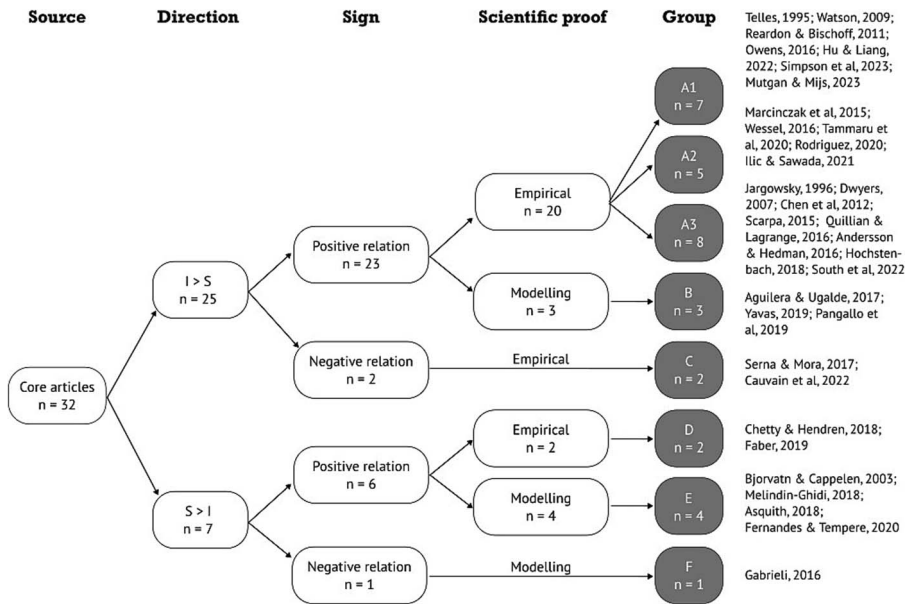 Source Direction Sign Scientific proof Group
Telles, 1995; Watson, 2009;
Reardon & Bischoff, 2011;
Owens, 2016; Hu & Liang,
2022; Simpson et al, 2023;
Mutgan & Mijs, 2023
A1
n = 7
Marcinczak et al, 2015;
Wessel, 2016; Tammaru et
al, 2020; Rodriguez, 2020;
Ilic & Sawada, 2021
A2
n = 5
Empirical
n = 20
Jargowsky, 1996; Dwyers,
2007; Chen et al, 2012;
Scarpa, 2015; Quillian &
Lagrange, 2016; Andersson
& Hedman, 2016; Hochsten-
bach, 2018; South et al, 2022
A3
n = 8
Positive relation
n = 23
I > S
n = 25
Modelling
n = 3
B
n = 3
Aguilera & Ugalde, 2017;
Yavas, 2019; Pangallo et
al, 2019
Negative relation
n = 2
Empirical
C
n = 2
Serna & Mora, 2017;
Cauvain et al, 2022
Core articles
n = 32
Empirical
n = 2
D
n = 2
Chetty & Hendren, 2018;
Faber, 2019
Positive relation
n = 6
S > I
n = 7
Modelling
n = 4
E
n = 4
Bjorvatn & Cappelen, 2003;
Melindin-Ghidi, 2018;
Asquith, 2018;
Fernandes & Tempere, 2020
Negative relation
n = 1
Modelling
F
n = 1
Gabrieli, 2016